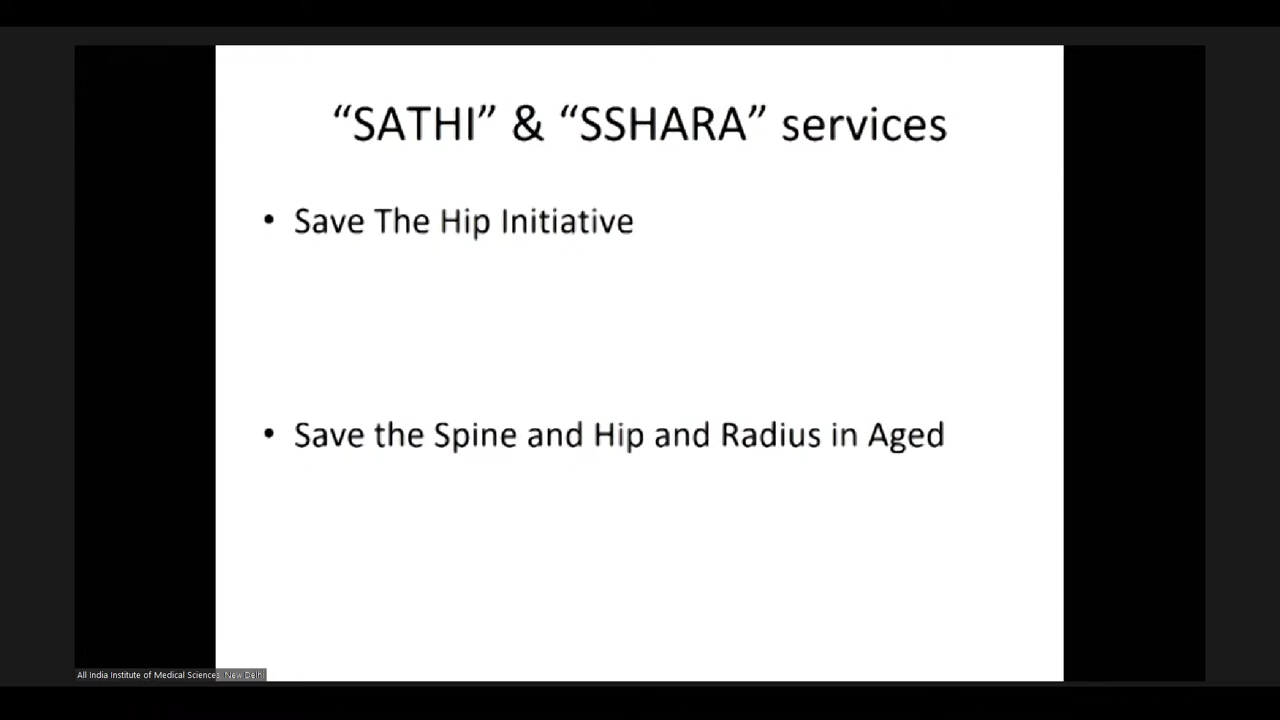 “SATHI” & “SSHARA” services
• Save The Hip Initiative
• Save the Spine and Hip and Radius in Aged
All India Institute of Medical Sciences, New Delhi